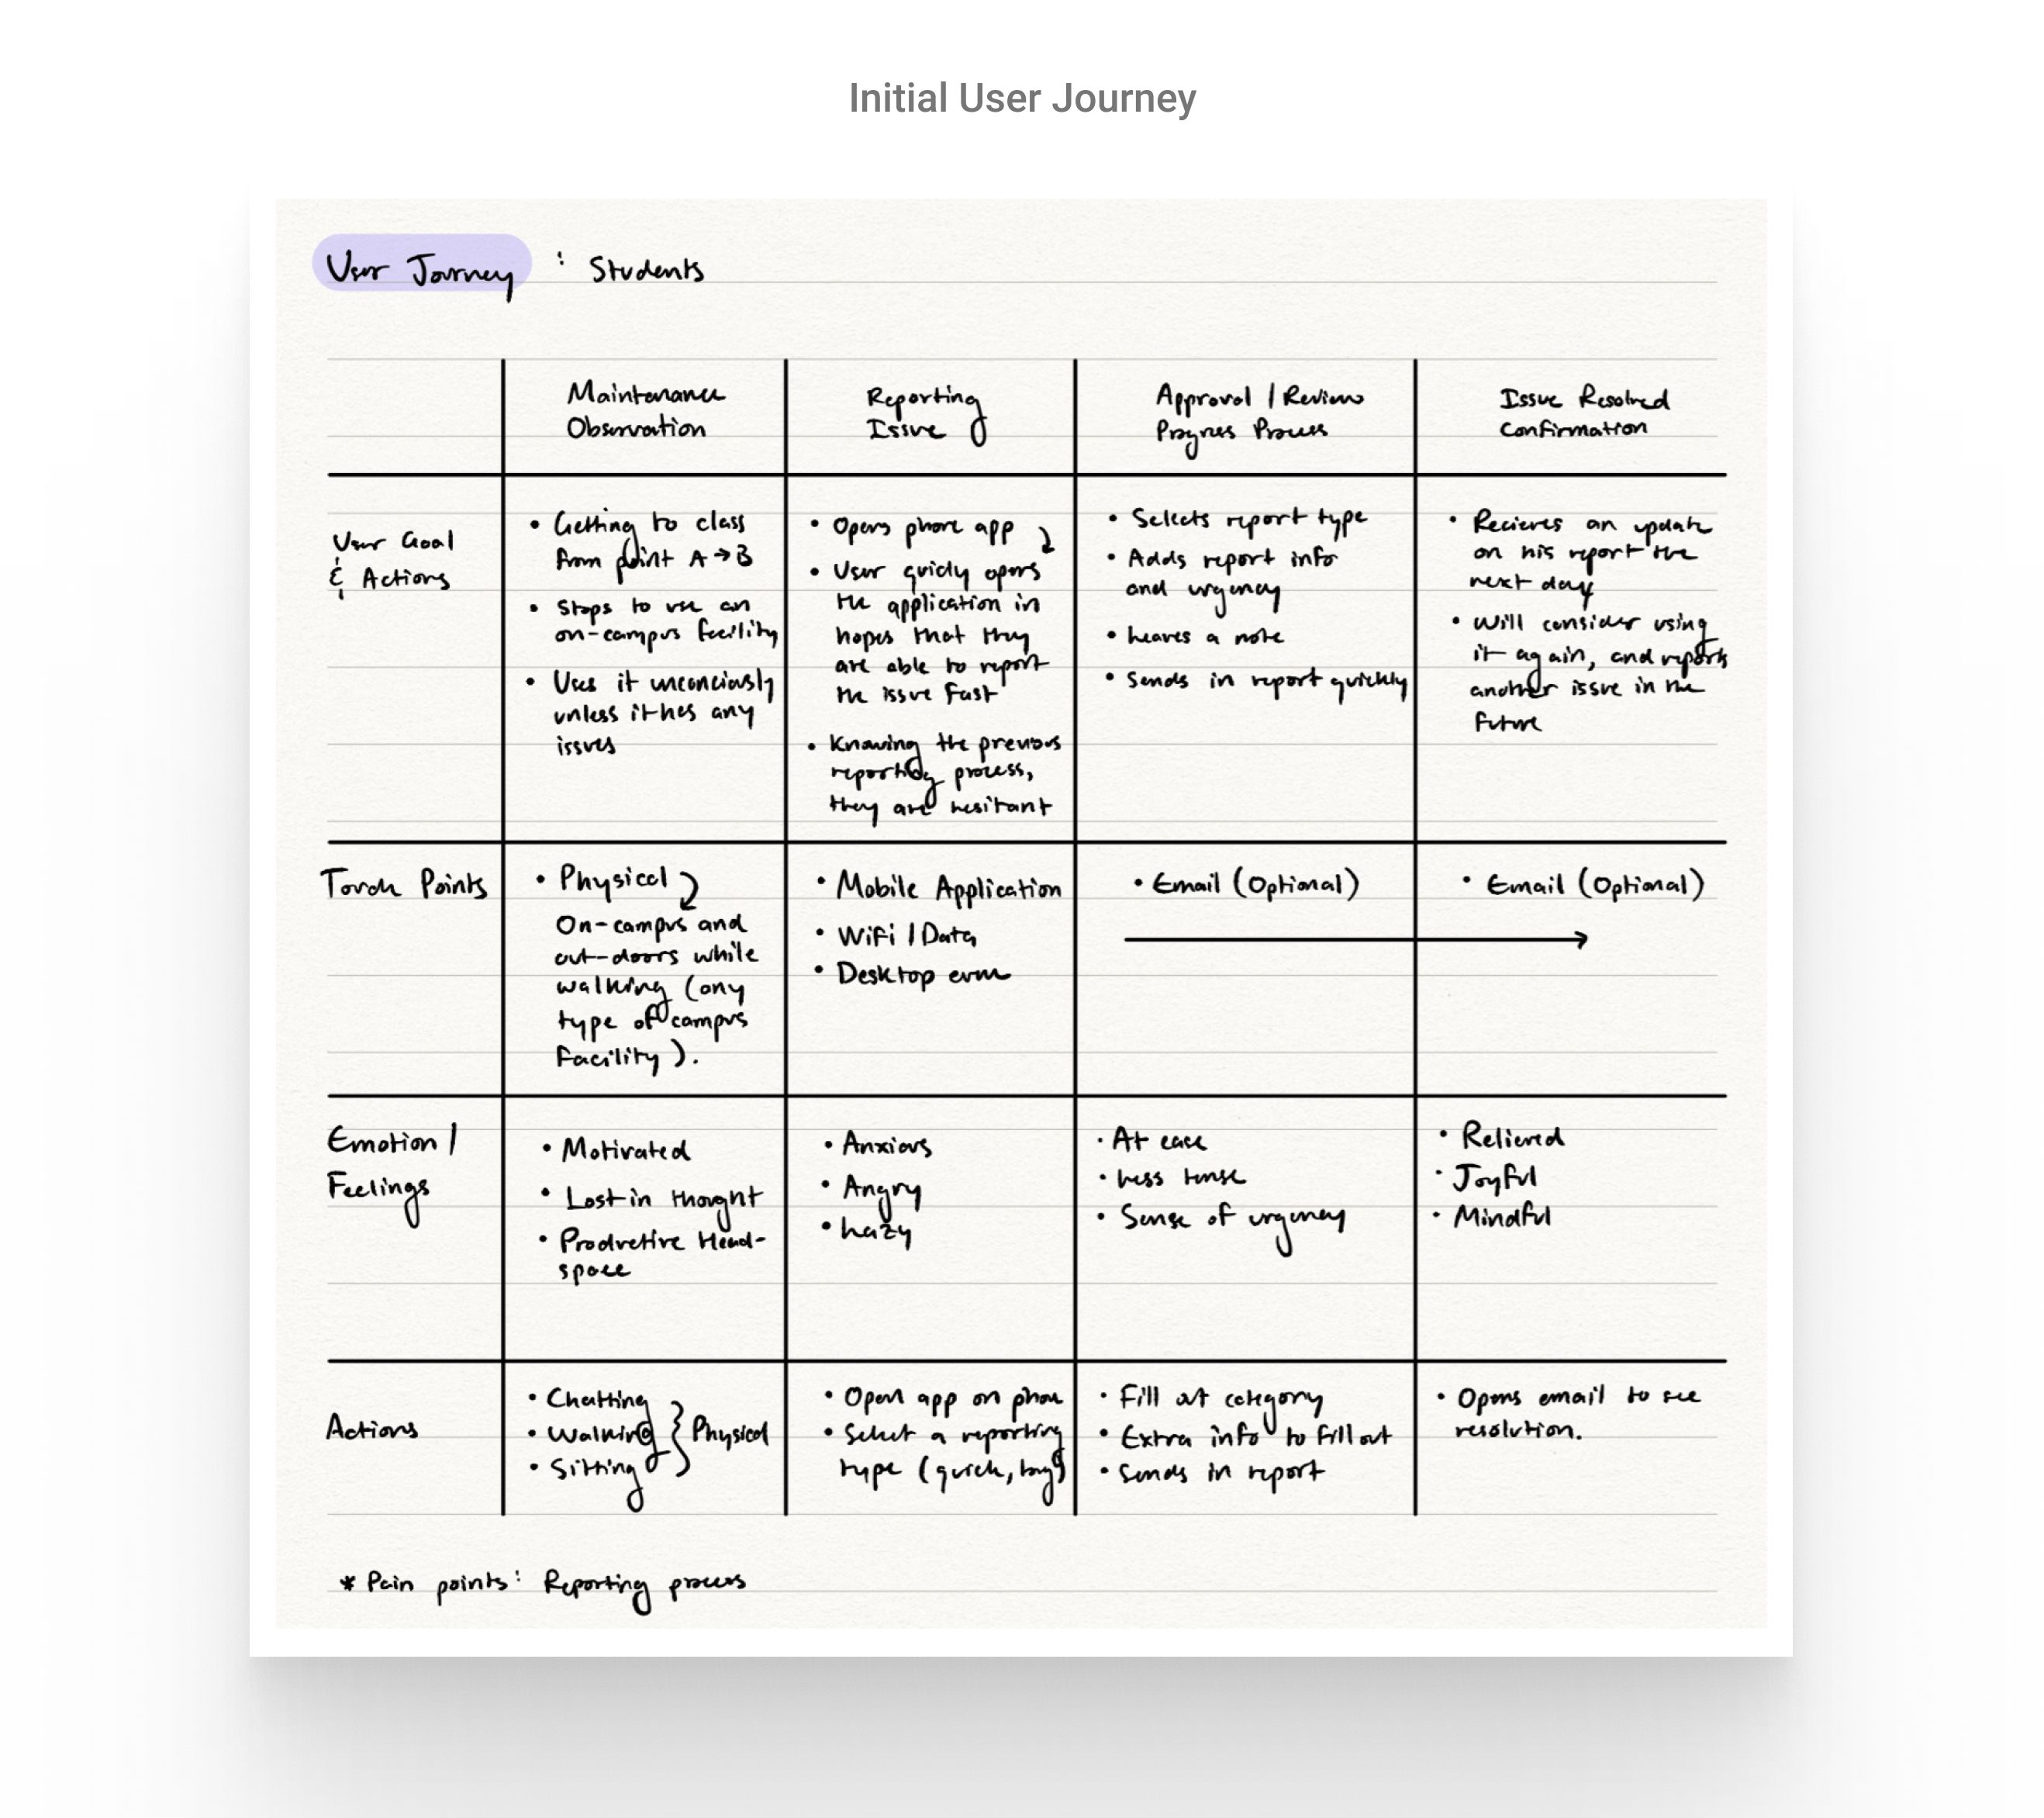 Initial User Journey
User Journey : Students
Maintenance
Observation
Reporting
Issue
Approval / Review
Progress Process
Issue Resolved
Confirmation
User Goal
& Actions
• Getting to class
from point A → B
• Stops to use an
on-campus facility
• Uses it unconciously
unless it has any
issues
• Opens phone app
• User quicly opens
the application in
hopes that they
are able to report
the issue fast
• Knowing the previous
reporting process,
they are hesitant
• Selects report type
• Adds report info
and urgency
• Leaves a note
• Sends in report quickly
• Recieves an update
on his report the
next day
• Will consider using
it again, and reports
another issue in the
future
Touch Points
• Physical
On-campus and
out-doors while
walking (any
type of campus
facility).
• Mobile Application
• WiFi / Data
• Desktop
• Email (Optional)
• Email (Optional)
Emotion /
Feelings
• Motivated
• Lost in thought
• Productive Head-
space
• Anxious
• Angry
• Lazy
• At ease
• Less tense
• Sense of urgency
• Relieved
• Joyful
• Mindful
Actions
• Chatting
• Walking
• Sitting
} Physical
• Open app on phone
• Select a reporting
type (quick, long)
• Fill out category
• Extra info to fill out
• Sends in report
• Opens email to see
resolution.
* Pain points: Reporting process